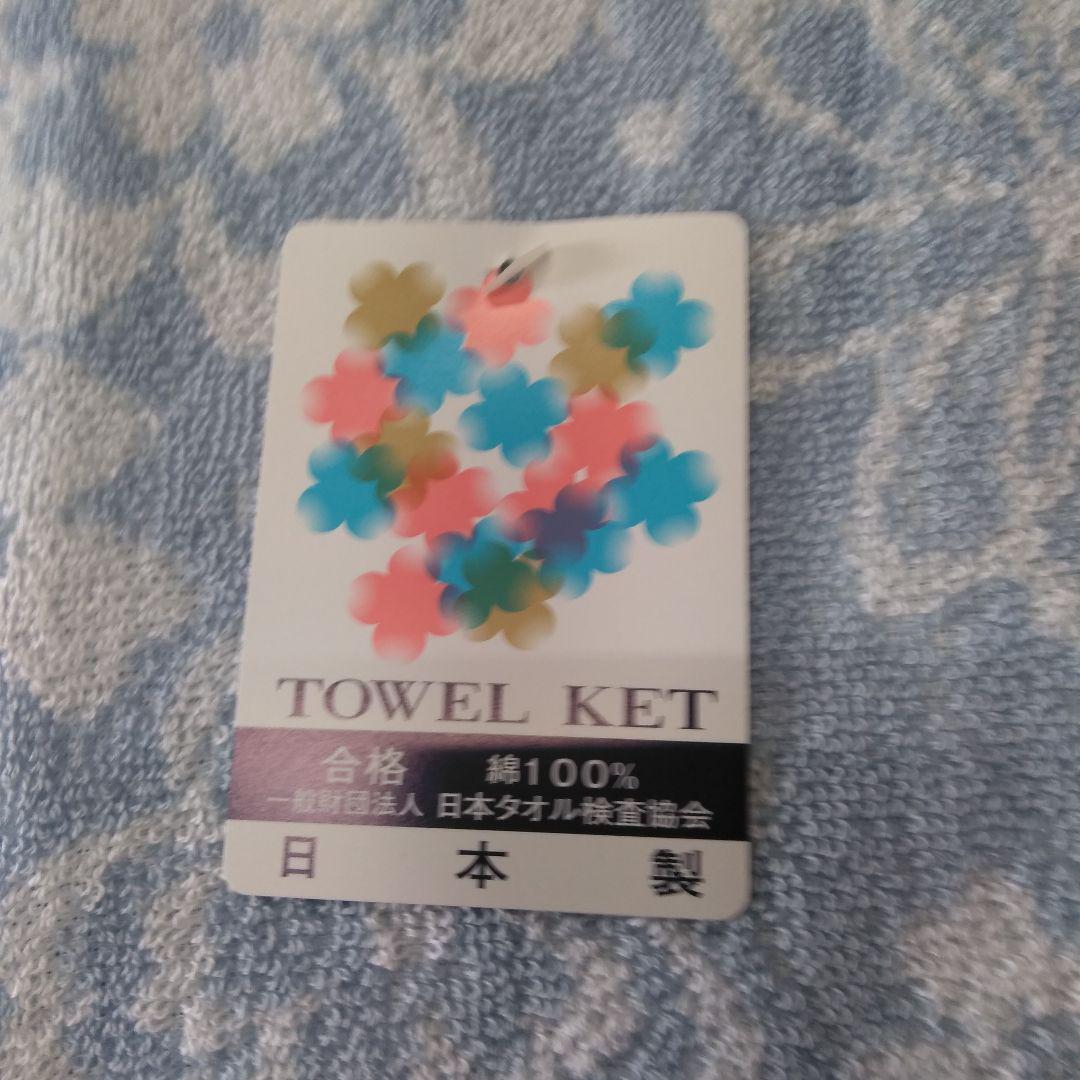 TOWEL KET
合格 綿100%
一般財団法人 日本タオル検査協会
日本製